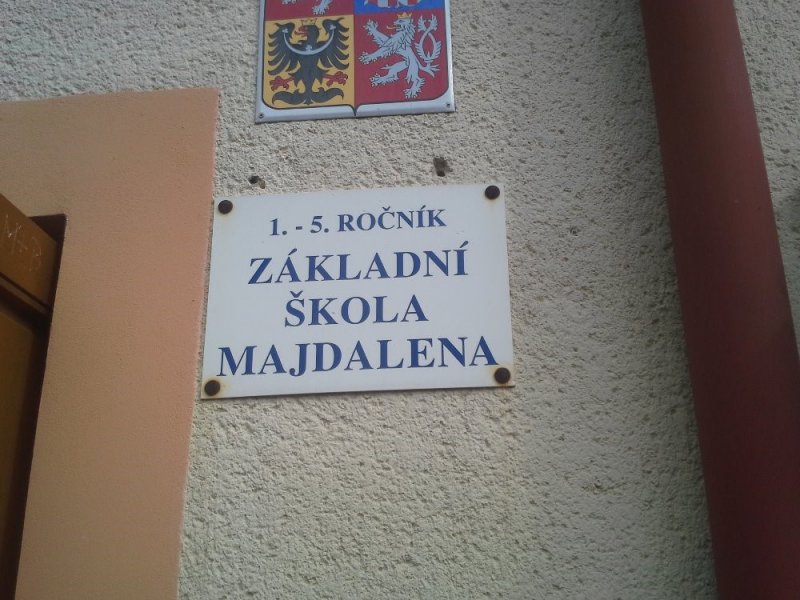 1. - 5. ROČNÍK
ZÁKLADNÍ
ŠKOLA
MAJDALENA